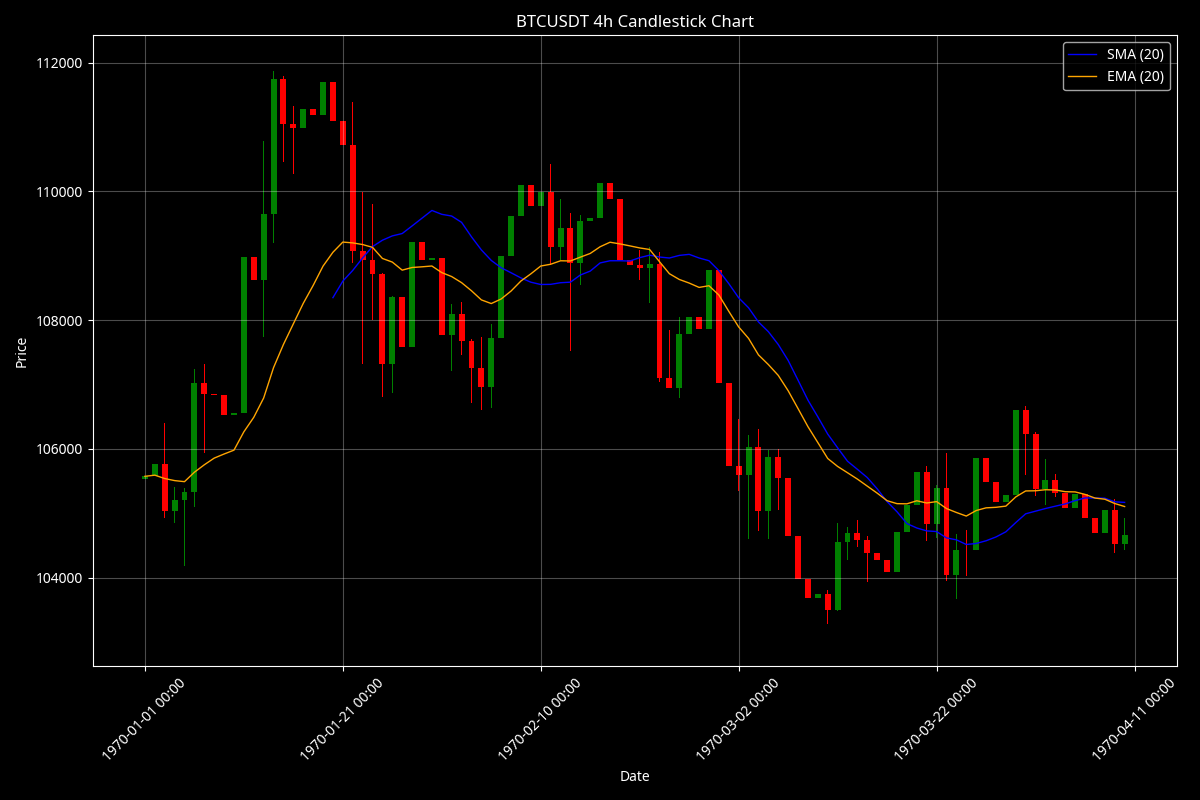 BTCUSDT 4h Candlestick Chart
SMA (20)
EMA (20)
112000
110000
108000
106000
104000
Price
1970-01-01 00:00
1970-01-21 00:00
1970-02-10 00:00
1970-03-02 00:00
1970-03-22 00:00
1970-04-11 00:00
Date